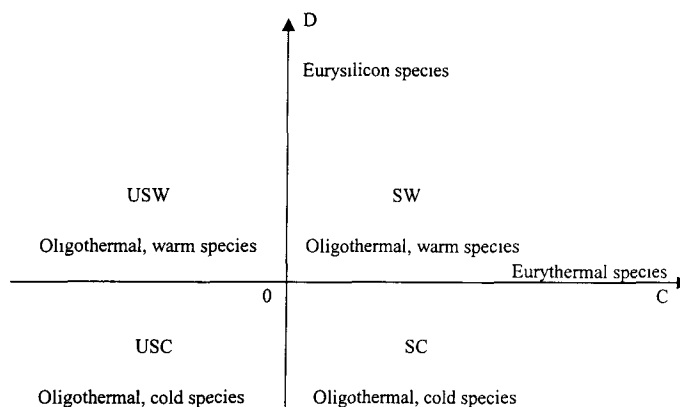 D
Eurysilicon species
USW SW
Oligothermal, warm species Oligothermal, warm species
Eurythermal species
0 C
USC SC
Oligothermal, cold species Oligothermal, cold species